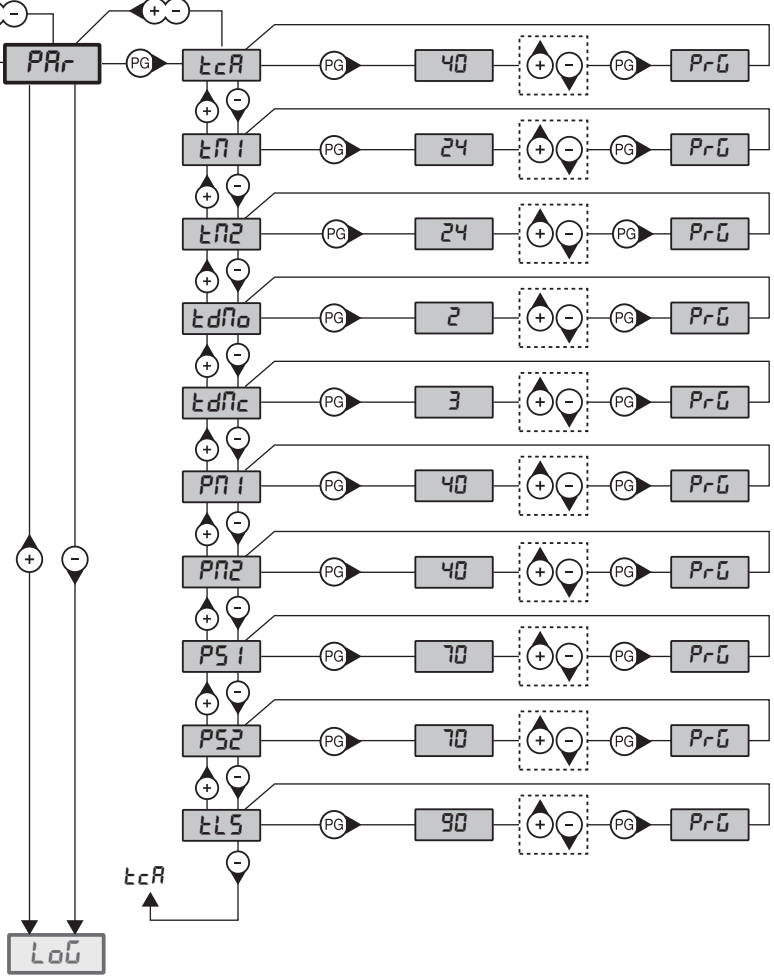 − + −
PAr PG tcA PG 40 + − PG PrG
+ −
tM1 PG 24 + − PG PrG
+ −
tM2 PG 24 + − PG PrG
+ −
tdMo PG 2 + − PG PrG
+ −
tdMc PG 3 + − PG PrG
+ −
PM1 PG 40 + − PG PrG
+ −
PM2 PG 40 + − PG PrG
+ −
PS1 PG 70 + − PG PrG
+ −
PS2 PG 70 + − PG PrG
+ −
tLS PG 90 + − PG PrG
−
tcA
+ −
LoG